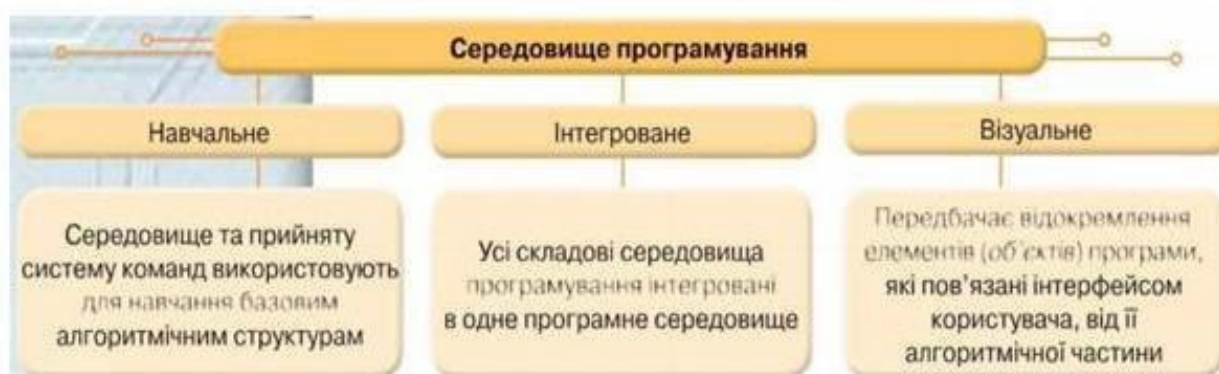 Середовище програмування
Навчальне
Середовище та прийняту
систему команд використовують
для навчання базовим
алгоритмічним структурам
Інтегроване
Усі складові середовища
програмування інтегровані
в одне програмне середовище
Візуальне
Передбачає відокремлення
елементів (об'єктів) програми,
які пов'язані інтерфейсом
користувача, від її
алгоритмічної частини